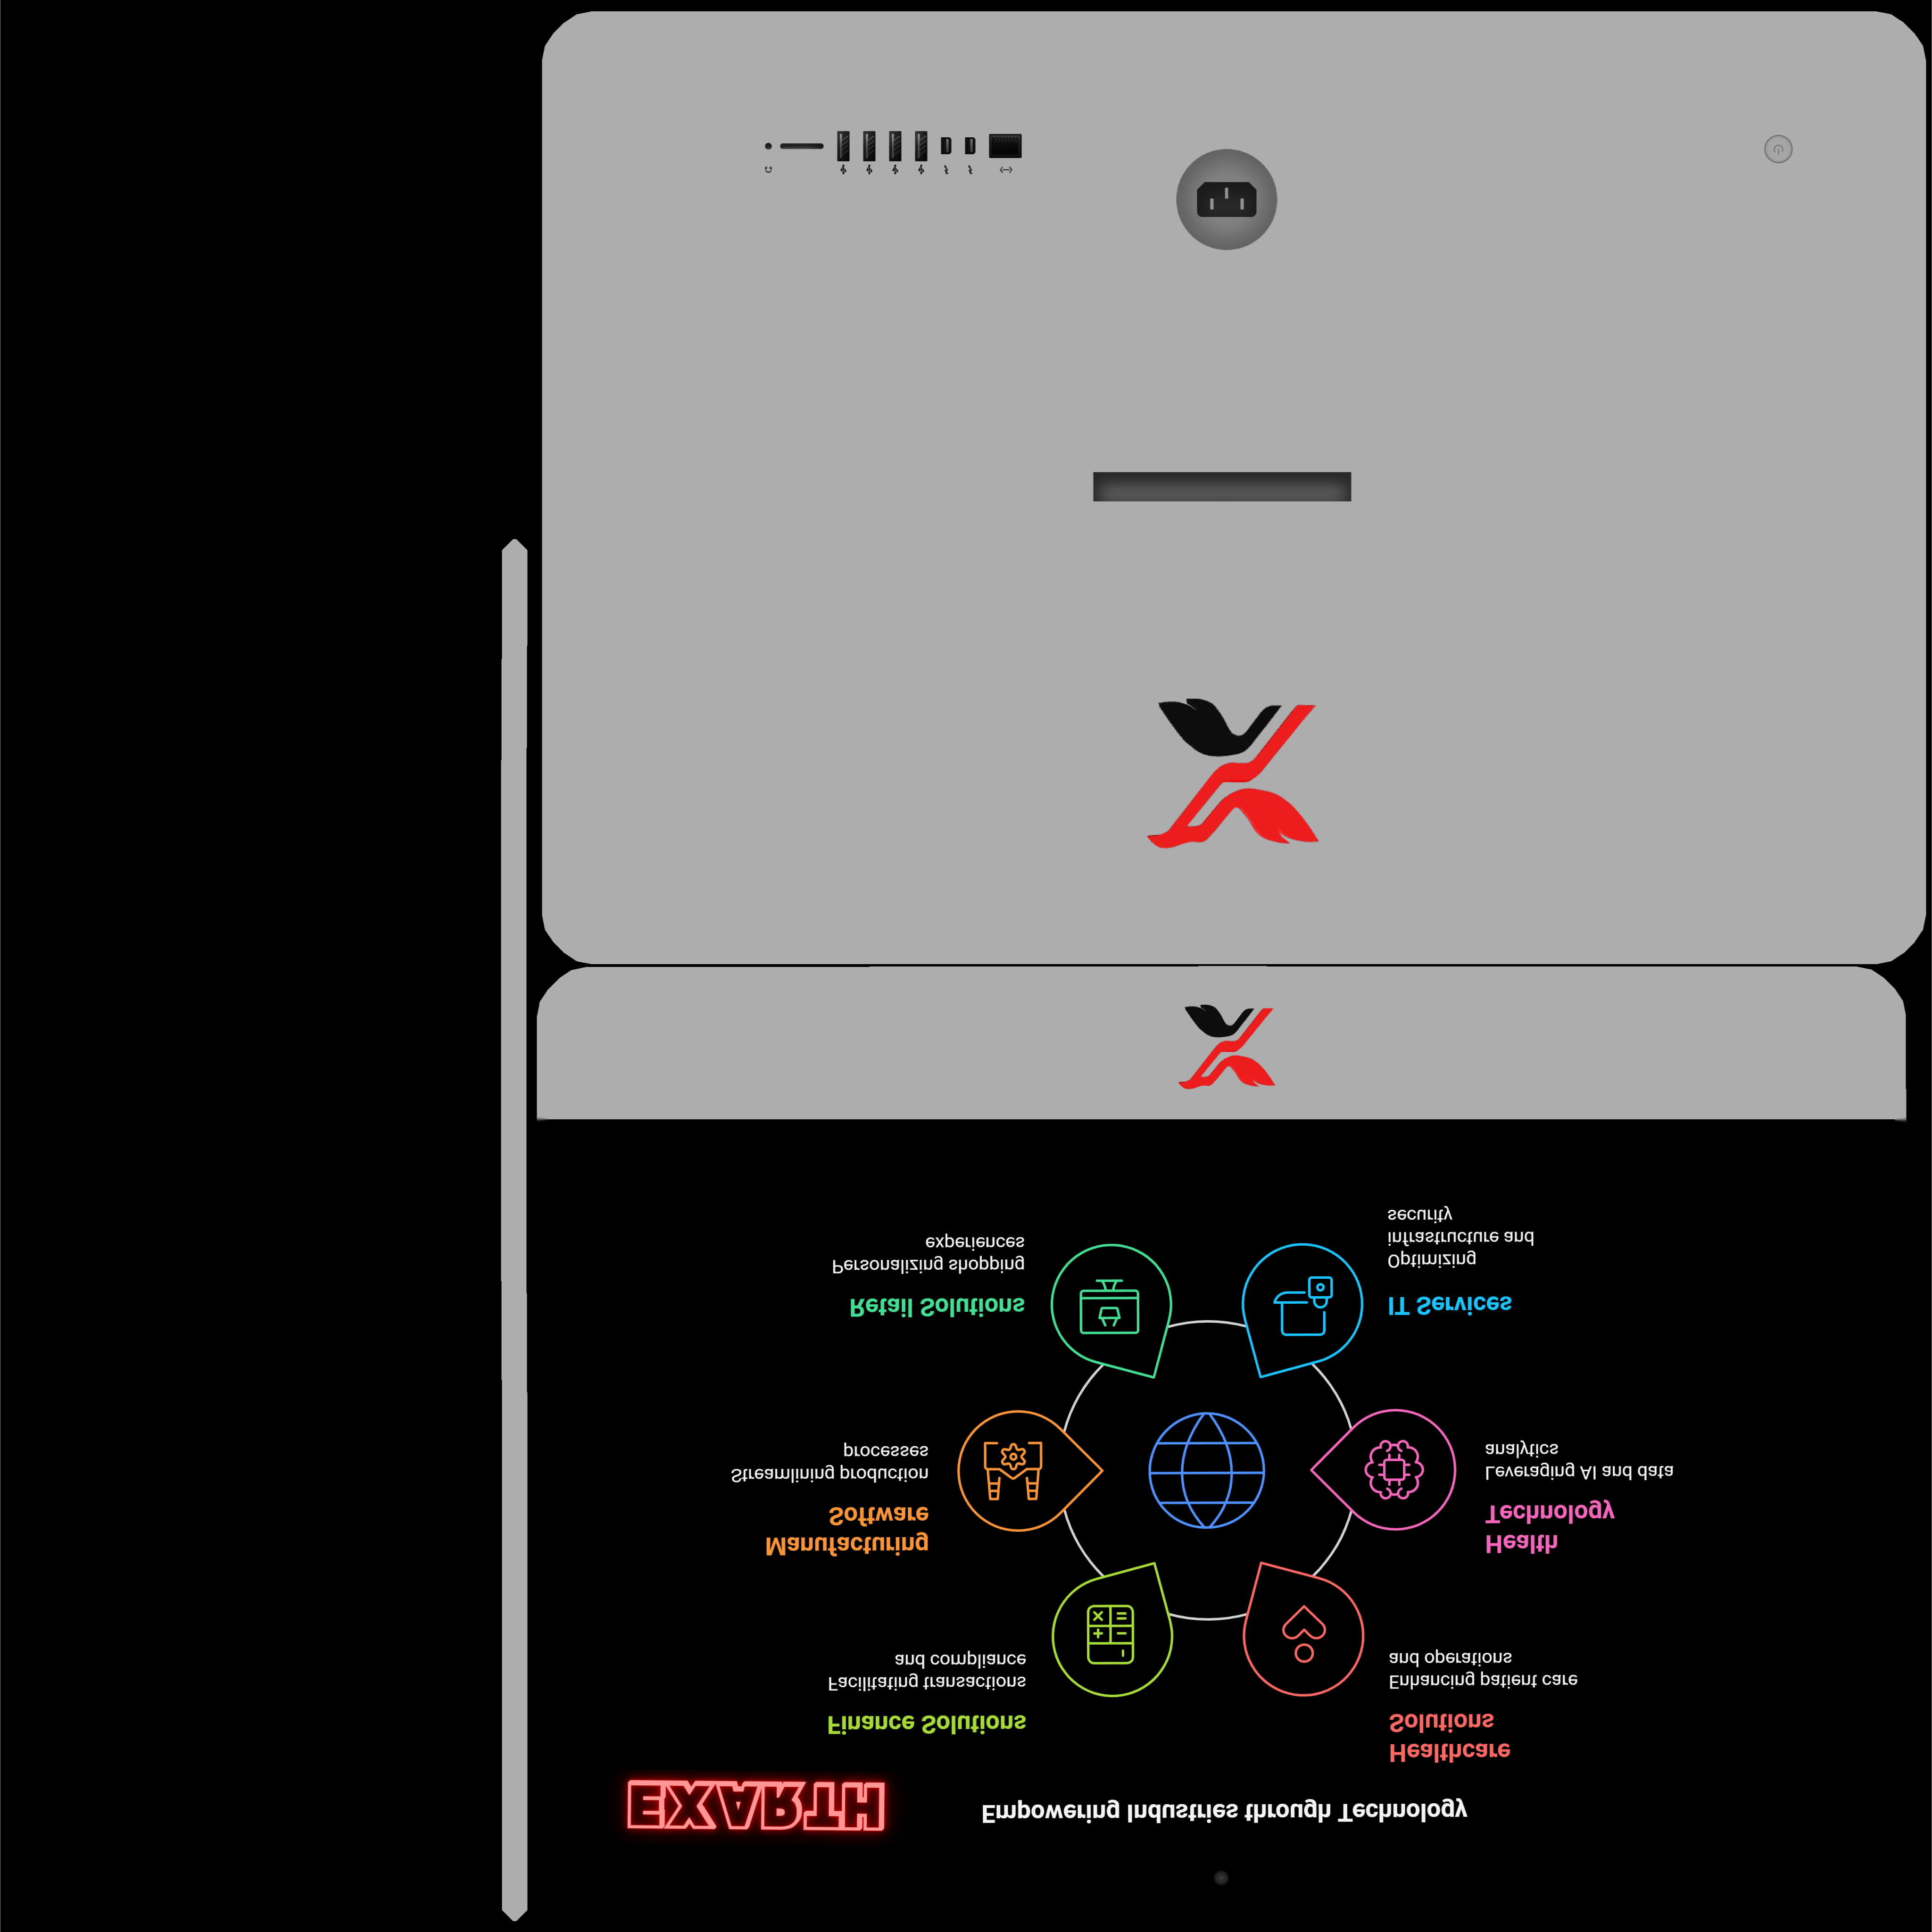 EXARTH
Empowering Industries through Technology
Finance Solutions
Facilitating transactions
and compliance
Healthcare
Solutions
Enhancing patient care
and operations
Manufacturing
Software
Streamlining production
processes
Health
Technology
Leveraging AI and data
analytics
Retail Solutions
Personalizing shopping
experiences
IT Services
Optimizing
infrastructure and
security